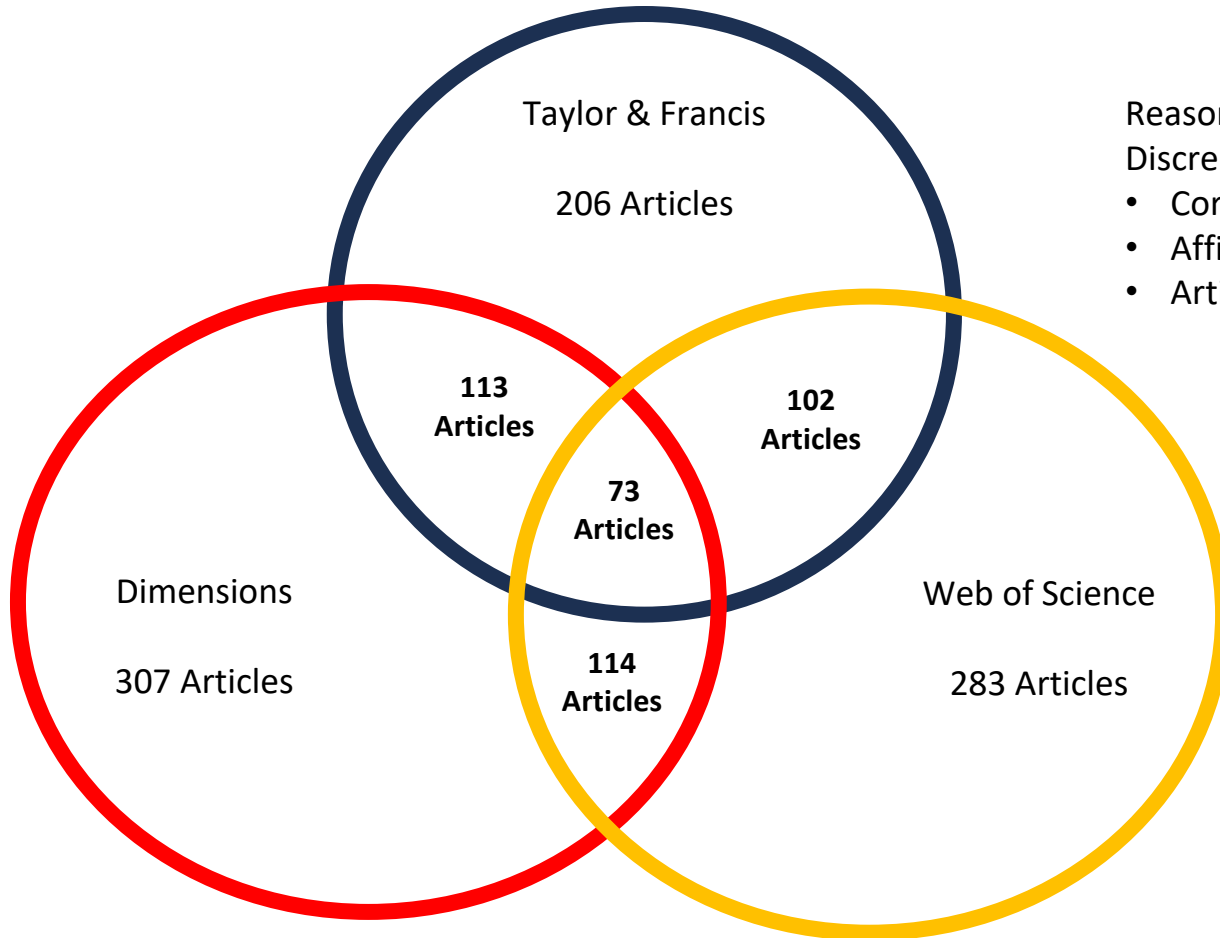 Taylor & Francis
206 Articles
113
Articles
102
Articles
73
Articles
Dimensions
307 Articles
114
Articles
Web of Science
283 Articles